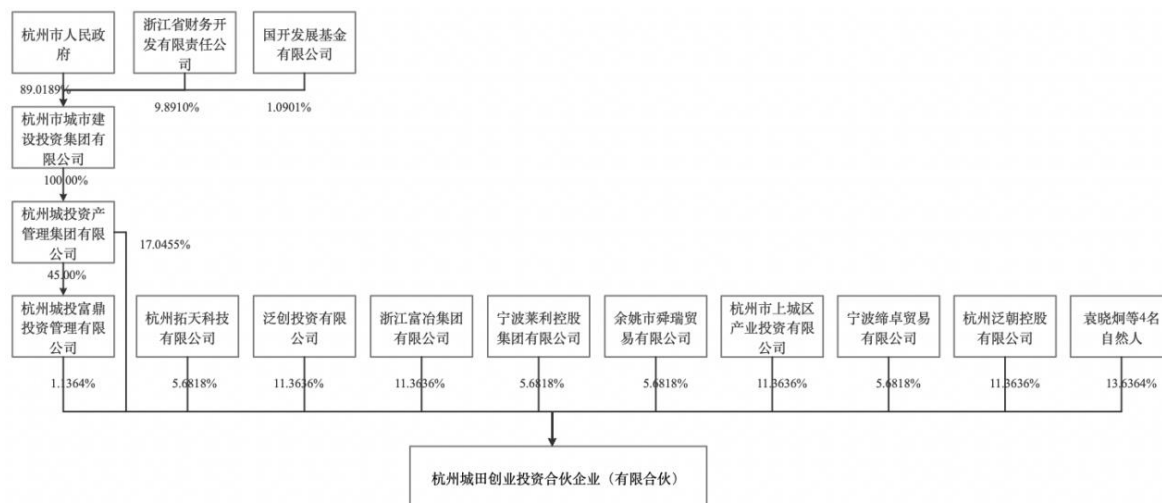 杭州市人民政
府
浙江省财务开
发有限责任公
司
国开发展基金
有限公司
89.0189%
9.8910%
1.0901%
杭州市城市建
设投资集团有
限公司
100.00%
杭州城投资产
管理集团有限
公司
17.0455%
45.00%
杭州城投富鼎
投资管理有限
公司
杭州拓天科技
有限公司
泛创投资有限
公司
浙江富冶集团
有限公司
宁波莱利控股
集团有限公司
余姚市舜瑞贸
易有限公司
杭州市上城区
产业投资有限
公司
宁波缔卓贸易
有限公司
杭州泛朝控股
有限公司
袁晓炯等4名
自然人
1.1364%
5.6818%
11.3636%
11.3636%
5.6818%
5.6818%
11.3636%
5.6818%
11.3636%
13.6364%
杭州城田创业投资合伙企业（有限合伙）